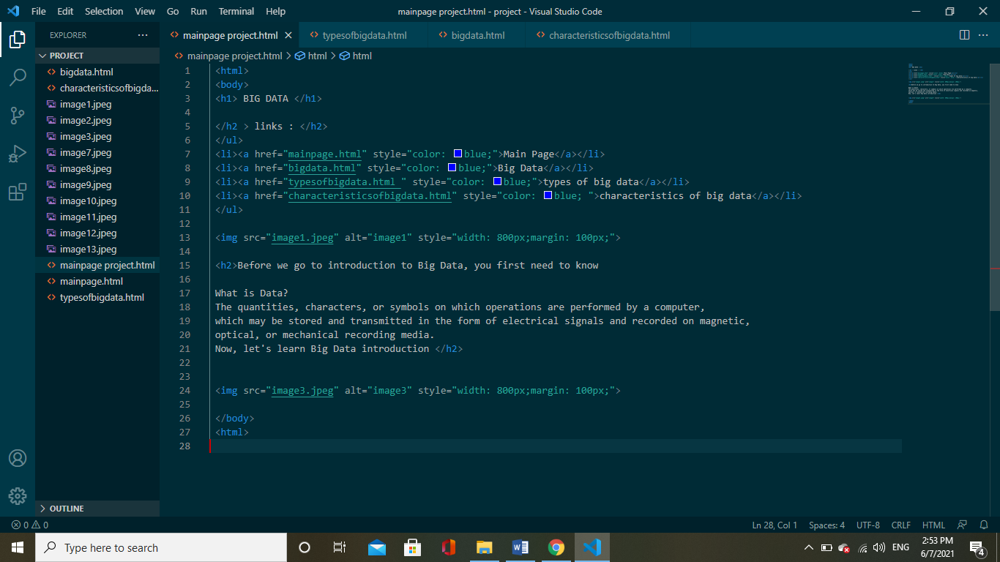 File Edit Selection View Go Run Terminal Help mainpage project.html - project - Visual Studio Code
EXPLORER
PROJECT
bigdata.html
characteristicsofbigda...
image1.jpeg
image2.jpeg
image3.jpeg
image7.jpeg
image8.jpeg
image9.jpeg
image10.jpeg
image11.jpeg
image12.jpeg
image13.jpeg
mainpage project.html
mainpage.html
typesofbigdata.html
OUTLINE
mainpage project.html typesofbigdata.html bigdata.html characteristicsofbigdata.html
mainpage project.html > html > html
1 <html>
2 <body>
3 <h1> BIG DATA </h1>
4
5 </h2 > links : </h2>
6 </ul>
7 <li><a href="mainpage.html" style="color: blue;">Main Page</a></li>
8 <li><a href="bigdata.html" style="color: blue;">Big Data</a></li>
9 <li><a href="typesofbigdata.html " style="color: blue;">types of big data</a></li>
10 <li><a href="characteristicsofbigdata.html" style="color: blue; ">characteristics of big data</a></li>
11 </ul>
12
13 <img src="image1.jpeg" alt="image1" style="width: 800px;margin: 100px;">
14
15 <h2>Before we go to introduction to Big Data, you first need to know
16
17 What is Data?
18 The quantities, characters, or symbols on which operations are performed by a computer,
19 which may be stored and transmitted in the form of electrical signals and recorded on magnetic,
20 optical, or mechanical recording media.
21 Now, let's learn Big Data introduction </h2>
22
23
24 <img src="image3.jpeg" alt="image3" style="width: 800px;margin: 100px;">
25
26 </body>
27 <html>
28
0 0 Ln 28, Col 1 Spaces: 4 UTF-8 CRLF HTML
Type here to search ENG 2:53 PM
6/7/2021 4